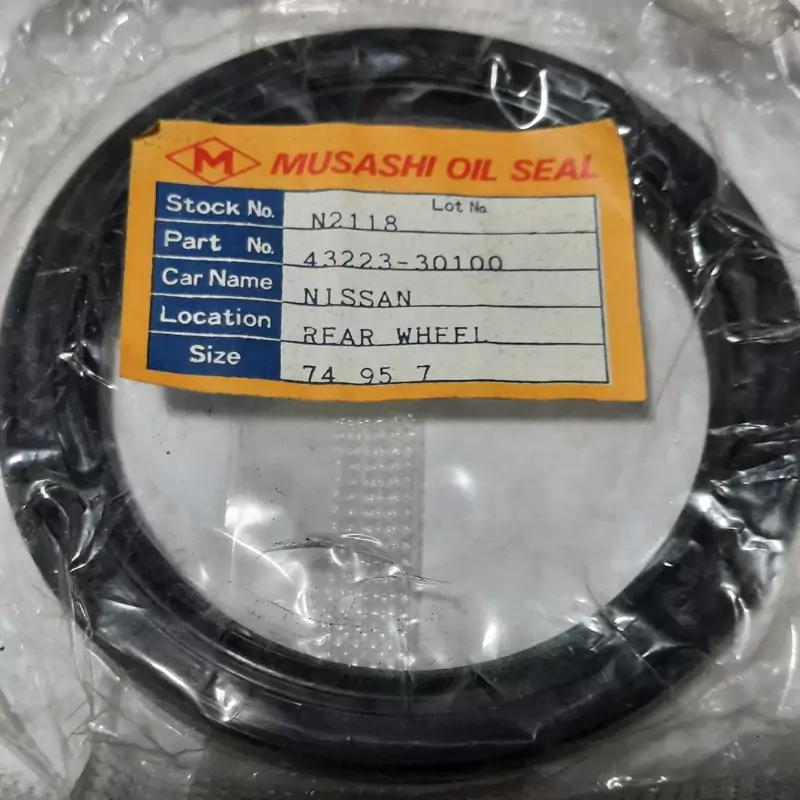 M MUSASHI OIL SEAL
Stock No. N2118 Lot No.
Part No. 43223-30100
Car Name NISSAN
Location REAR WHEEL
Size 74 95 7